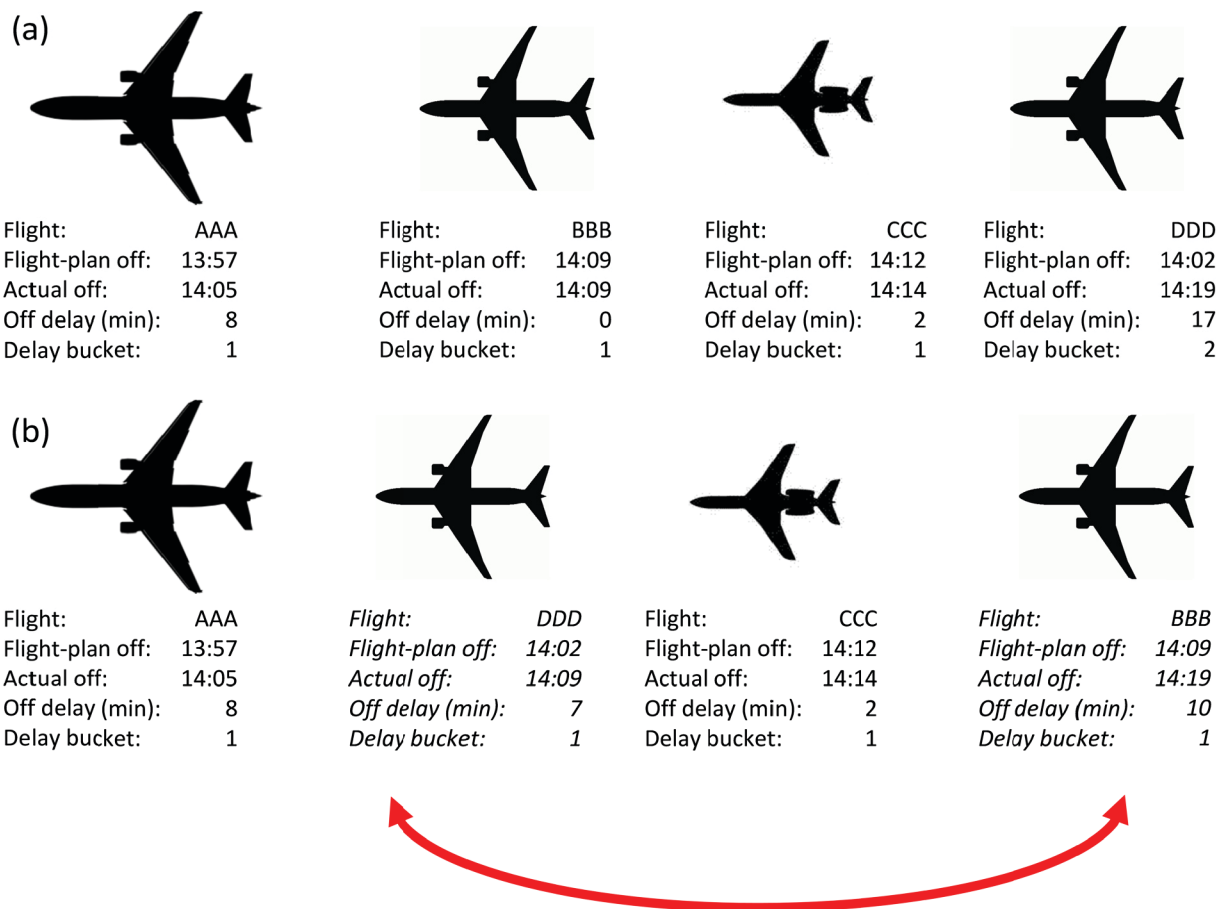 (a)
Flight: AAA
Flight-plan off: 13:57
Actual off: 14:05
Off delay (min): 8
Delay bucket: 1
Flight: BBB
Flight-plan off: 14:09
Actual off: 14:09
Off delay (min): 0
Delay bucket: 1
Flight: CCC
Flight-plan off: 14:12
Actual off: 14:14
Off delay (min): 2
Delay bucket: 1
Flight: DDD
Flight-plan off: 14:02
Actual off: 14:19
Off delay (min): 17
Delay bucket: 2
(b)
Flight: AAA
Flight-plan off: 13:57
Actual off: 14:05
Off delay (min): 8
Delay bucket: 1
Flight: DDD
Flight-plan off: 14:02
Actual off: 14:09
Off delay (min): 7
Delay bucket: 1
Flight: CCC
Flight-plan off: 14:12
Actual off: 14:14
Off delay (min): 2
Delay bucket: 1
Flight: BBB
Flight-plan off: 14:09
Actual off: 14:19
Off delay (min): 10
Delay bucket: 1